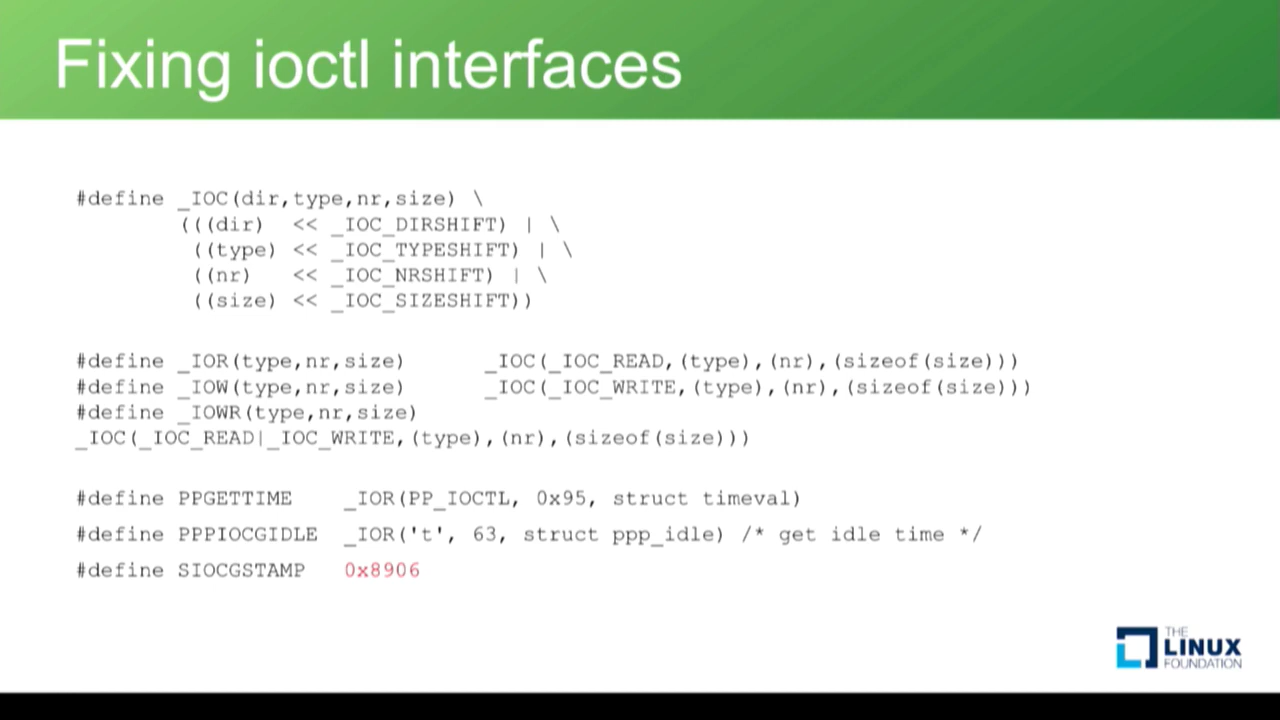 Fixing ioctl interfaces
#define _IOC(dir,type,nr,size) \
(((dir) << _IOC_DIRSHIFT) | \
((type) << _IOC_TYPESHIFT) | \
((nr) << _IOC_NRSHIFT) | \
((size) << _IOC_SIZESHIFT))
#define _IOR(type,nr,size) _IOC(_IOC_READ,(type),(nr),(sizeof(size)))
#define _IOW(type,nr,size) _IOC(_IOC_WRITE,(type),(nr),(sizeof(size)))
#define _IOWR(type,nr,size)
_IOC(_IOC_READ|_IOC_WRITE,(type),(nr),(sizeof(size)))
#define PPGETTIME _IOR(PP_IOCTL, 0x95, struct timeval)
#define PPPIOCGIDLE _IOR('t', 63, struct ppp_idle) /* get idle time */
#define SIOCGSTAMP 0x8906
THE
LINUX
FOUNDATION